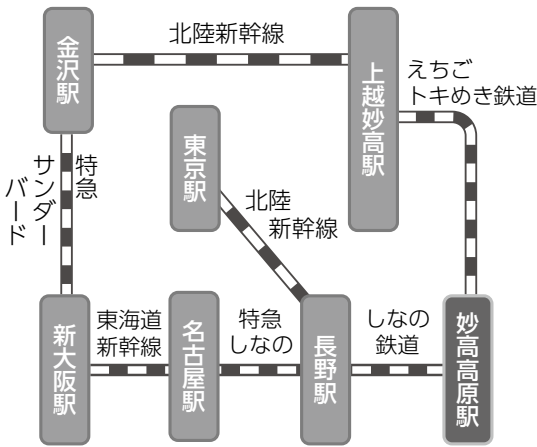 北陸新幹線
金沢駅
上越妙高駅
えちご
トキめき鉄道
東京駅
特急
サンダー
バード
北陸
新幹線
新大阪駅
東海道
新幹線
名古屋駅
特急
しなの
長野駅
しなの
鉄道
妙高高原駅